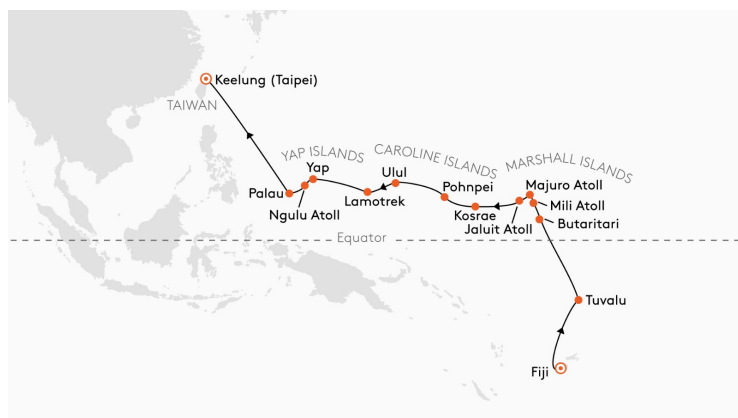 Keelung (Taipei)
TAIWAN
YAP ISLANDS
CAROLINE ISLANDS
MARSHALL ISLANDS
Yap
Ulul
Palau
Ngulu Atoll
Lamotrek
Pohnpei
Kosrae
Majuro Atoll
Mili Atoll
Jaluit Atoll
Butaritari
Equator
Tuvalu
Fiji